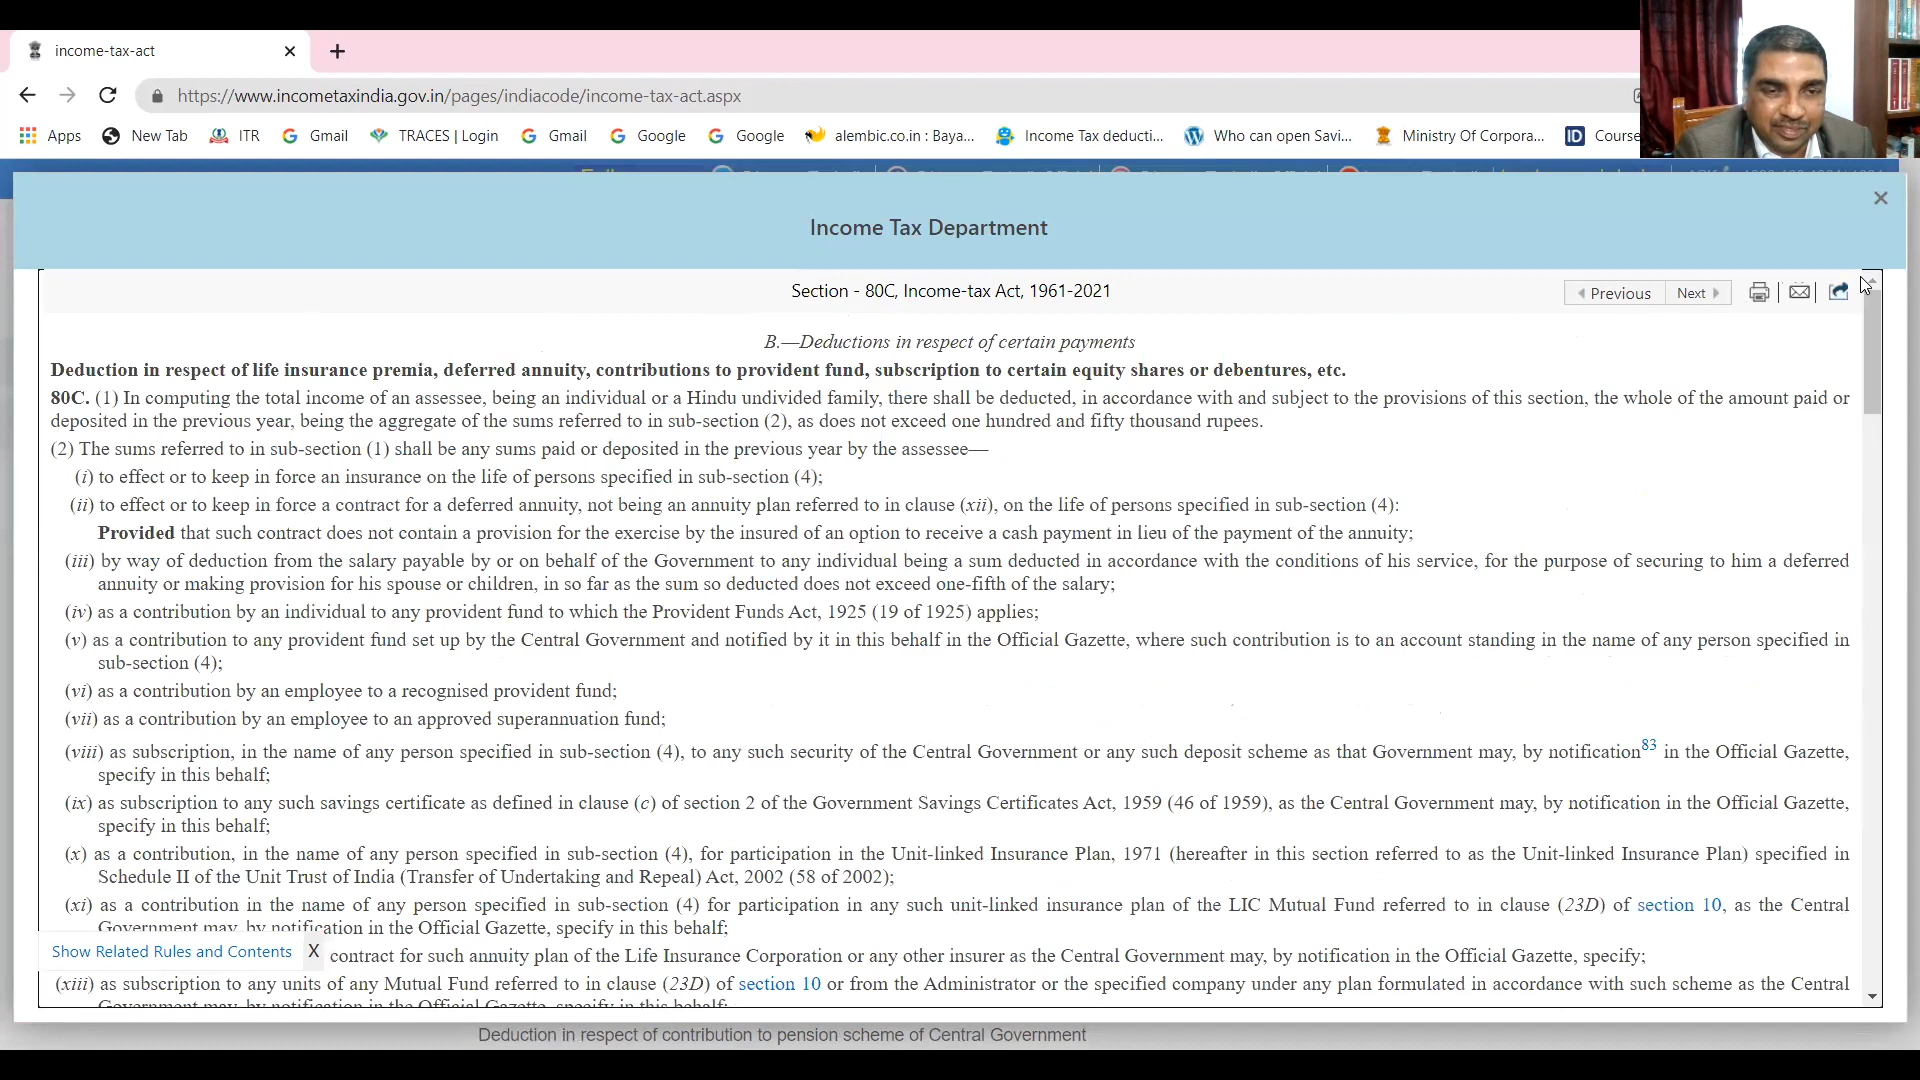 income-tax-act
https://www.incometaxindia.gov.in/pages/indiacode/income-tax-act.aspx
Apps New Tab ITR Gmail TRACES | Login Gmail Google Google alembic.co.in : Baya... Income Tax deducti... Who can open Savi... Ministry Of Corpora... ID Course
Income Tax Department
Section - 80C, Income-tax Act, 1961-2021
Previous Next
B.—Deductions in respect of certain payments
Deduction in respect of life insurance premia, deferred annuity, contributions to provident fund, subscription to certain equity shares or debentures, etc.
80C. (1) In computing the total income of an assessee, being an individual or a Hindu undivided family, there shall be deducted, in accordance with and subject to the provisions of this section, the whole of the amount paid or
deposited in the previous year, being the aggregate of the sums referred to in sub-section (2), as does not exceed one hundred and fifty thousand rupees.
(2) The sums referred to in sub-section (1) shall be any sums paid or deposited in the previous year by the assessee—
(i) to effect or to keep in force an insurance on the life of persons specified in sub-section (4);
(ii) to effect or to keep in force a contract for a deferred annuity, not being an annuity plan referred to in clause (xii), on the life of persons specified in sub-section (4):
Provided that such contract does not contain a provision for the exercise by the insured of an option to receive a cash payment in lieu of the payment of the annuity;
(iii) by way of deduction from the salary payable by or on behalf of the Government to any individual being a sum deducted in accordance with the conditions of his service, for the purpose of securing to him a deferred
annuity or making provision for his spouse or children, in so far as the sum so deducted does not exceed one-fifth of the salary;
(iv) as a contribution by an individual to any provident fund to which the Provident Funds Act, 1925 (19 of 1925) applies;
(v) as a contribution to any provident fund set up by the Central Government and notified by it in this behalf in the Official Gazette, where such contribution is to an account standing in the name of any person specified in
sub-section (4);
(vi) as a contribution by an employee to a recognised provident fund;
(vii) as a contribution by an employee to an approved superannuation fund;
(viii) as subscription, in the name of any person specified in sub-section (4), to any such security of the Central Government or any such deposit scheme as that Government may, by notification83 in the Official Gazette,
specify in this behalf;
(ix) as subscription to any such savings certificate as defined in clause (c) of section 2 of the Government Savings Certificates Act, 1959 (46 of 1959), as the Central Government may, by notification in the Official Gazette,
specify in this behalf;
(x) as a contribution, in the name of any person specified in sub-section (4), for participation in the Unit-linked Insurance Plan, 1971 (hereafter in this section referred to as the Unit-linked Insurance Plan) specified in
Schedule II of the Unit Trust of India (Transfer of Undertaking and Repeal) Act, 2002 (58 of 2002);
(xi) as a contribution in the name of any person specified in sub-section (4) for participation in any such unit-linked insurance plan of the LIC Mutual Fund referred to in clause (23D) of section 10, as the Central
Government may, by notification in the Official Gazette, specify in this behalf;
Show Related Rules and Contents X contract for such annuity plan of the Life Insurance Corporation or any other insurer as the Central Government may, by notification in the Official Gazette, specify;
(xiii) as subscription to any units of any Mutual Fund referred to in clause (23D) of section 10 or from the Administrator or the specified company under any plan formulated in accordance with such scheme as the Central
Government may, by notification in the Official Gazette, specify in this behalf;
Deduction in respect of contribution to pension scheme of Central Government